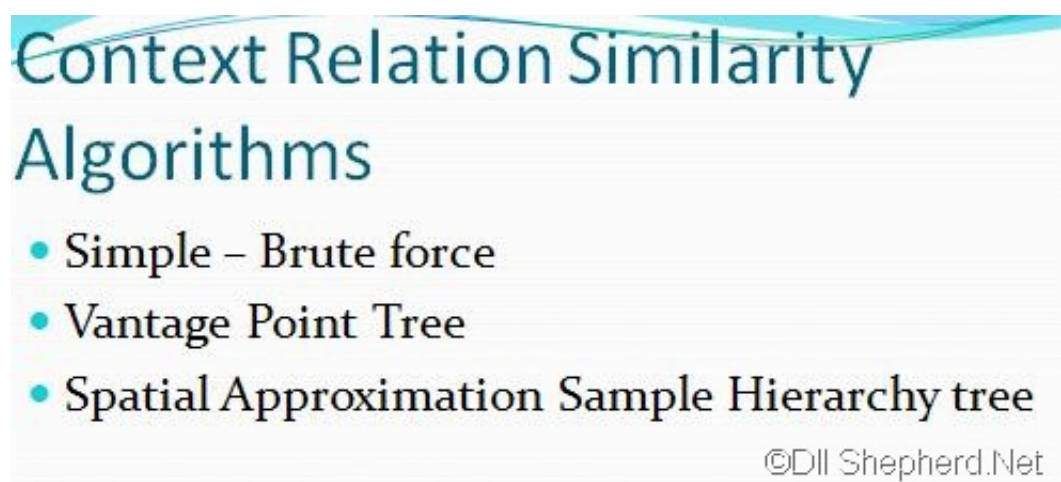 Context Relation Similarity
Algorithms
• Simple – Brute force
• Vantage Point Tree
• Spatial Approximation Sample Hierarchy tree
©Dll Shepherd.Net